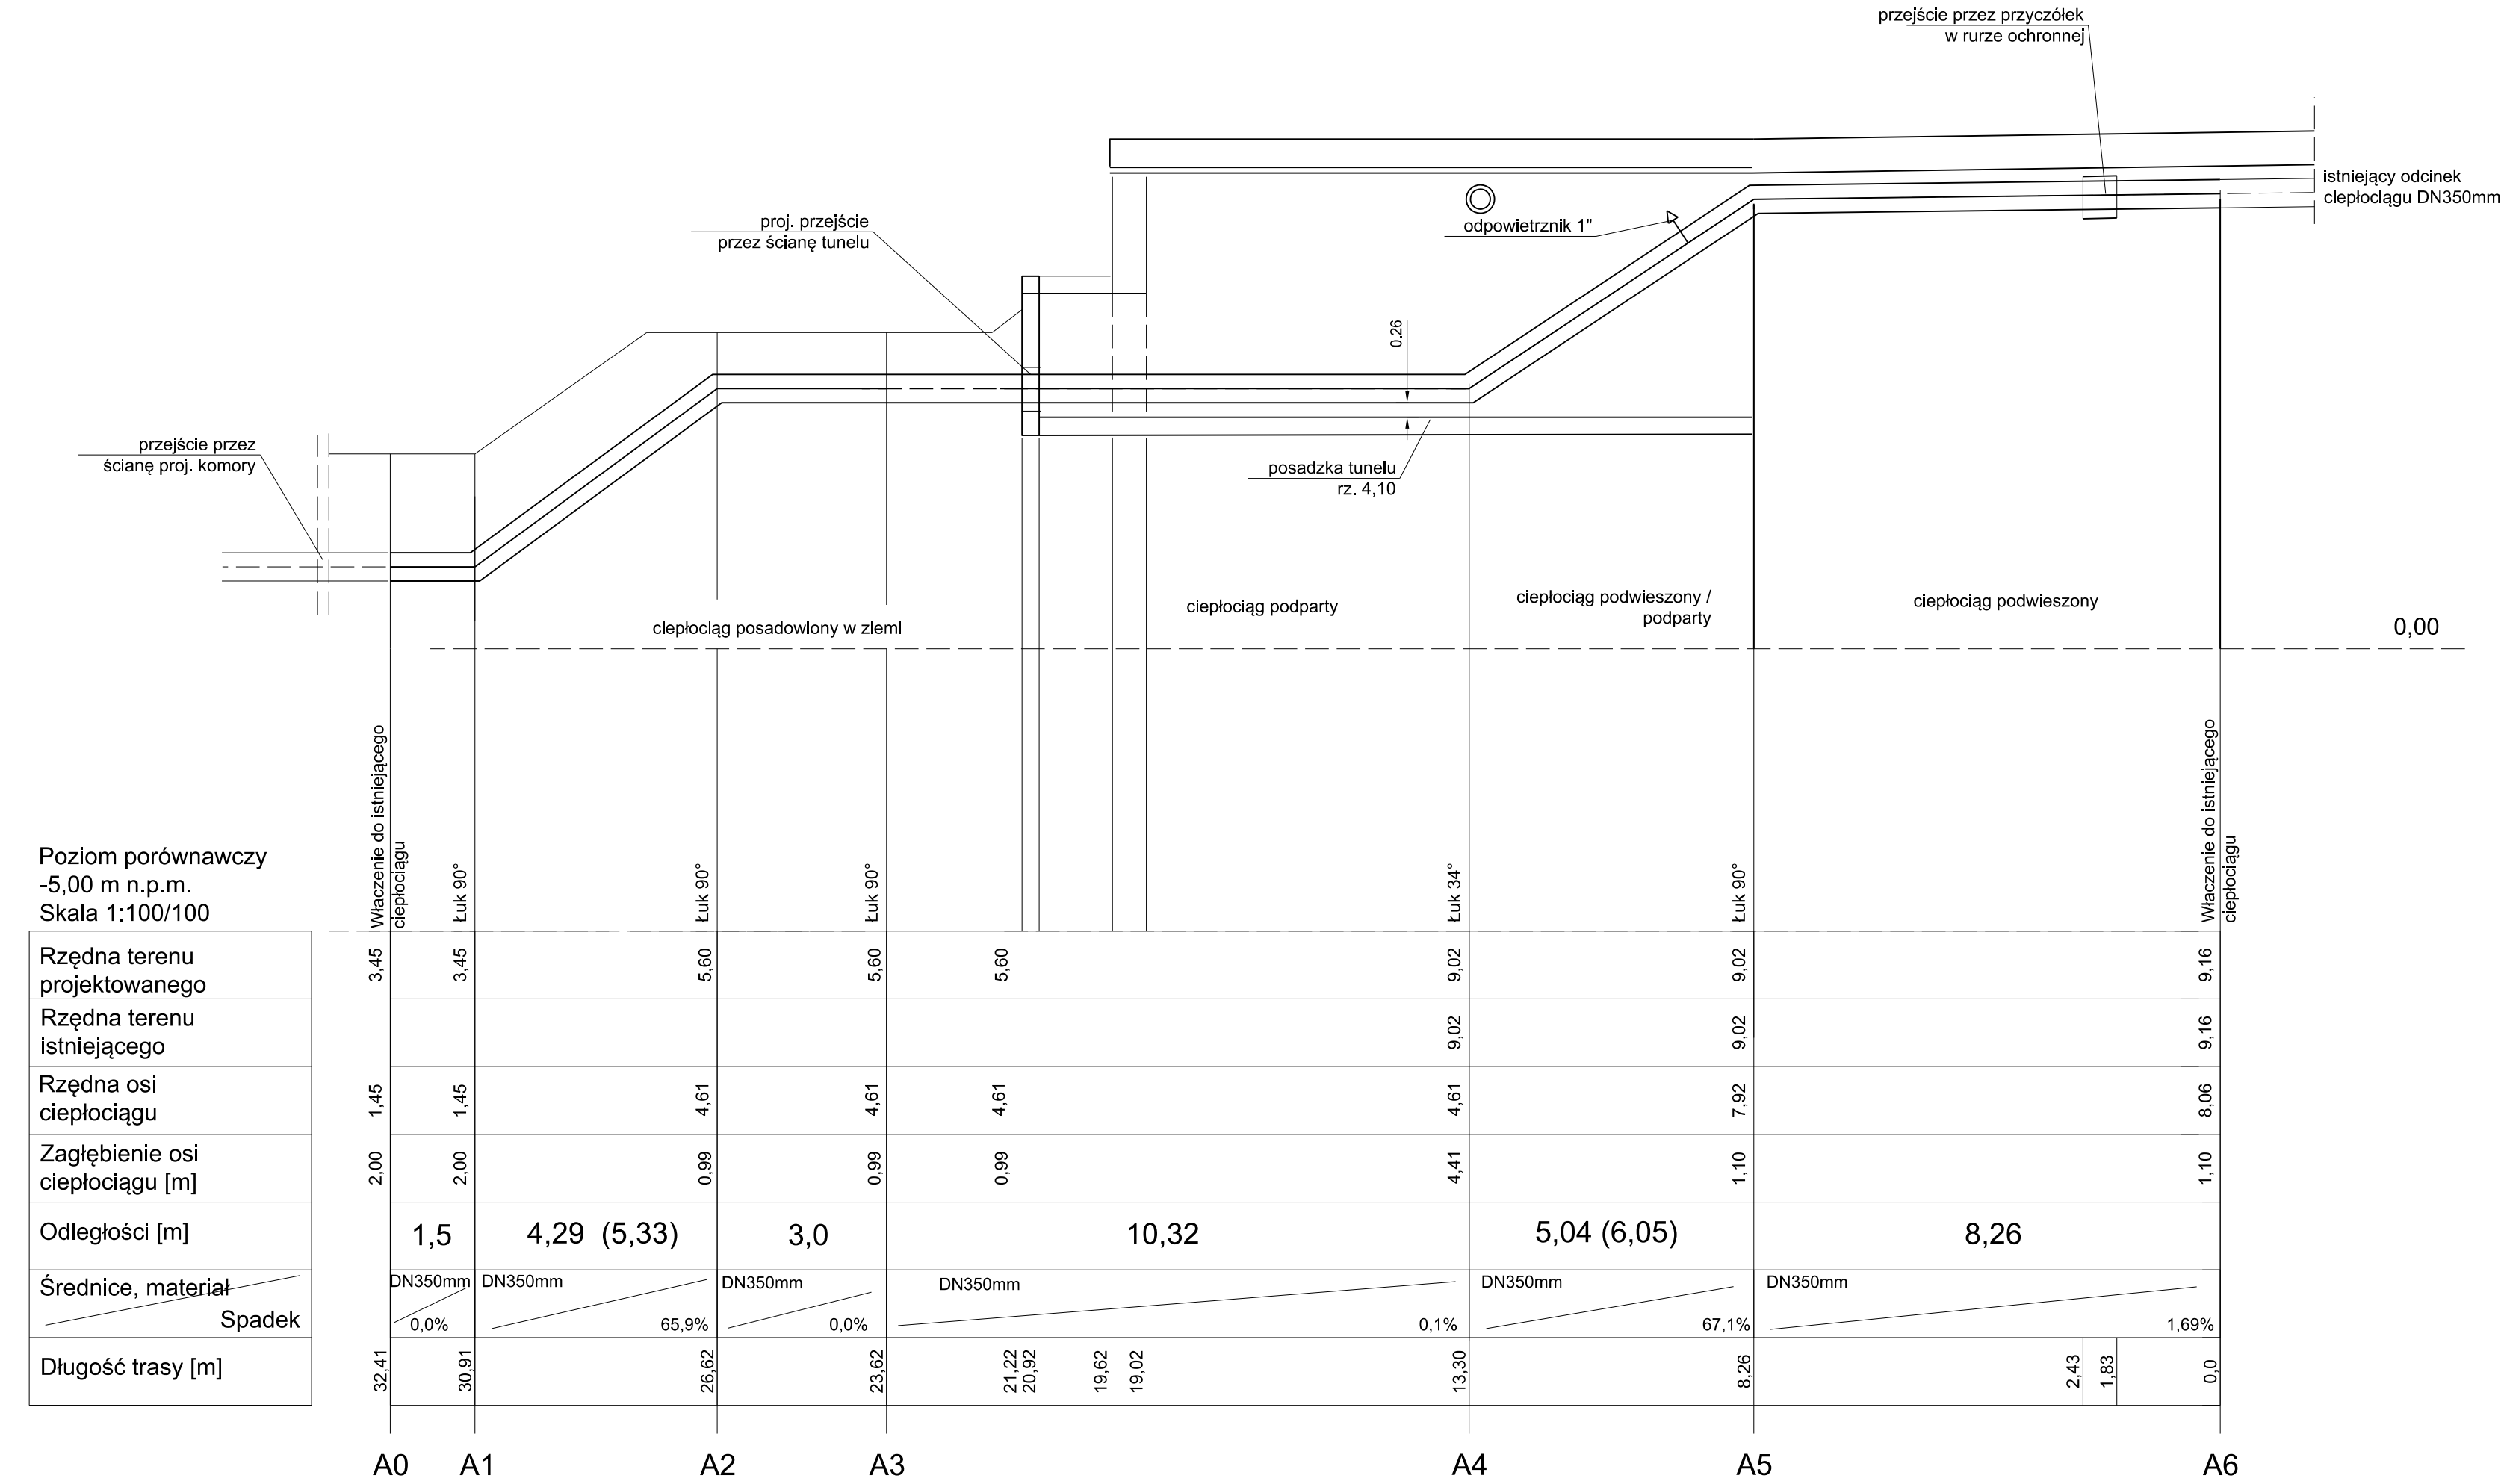 przejście przez przyczółek
w rurze ochronnej
istniejący odcinek
ciepłociągu DN350mm
proj. przejście
przez ścianę tunelu
odpowietrznik 1"
0.26
przejście przez
ścianę proj. komory
posadzka tunelu
rz. 4,10
ciepłociąg posadowiony w ziemi
ciepłociąg podparty
ciepłociąg podwieszony /
podparty
ciepłociąg podwieszony
0,00
Poziom porównawczy
-5,00 m n.p.m.
Skala 1:100/100
Właczenie do istniejącego
ciepłociągu
Łuk 90°
Łuk 90°
Łuk 90°
Łuk 34°
Łuk 90°
Właczenie do istniejącego
ciepłociągu
Rzędna terenu
projektowanego
3,45 3,45 5,60 5,60 5,60 9,02 9,02 9,16
Rzędna terenu
istniejącego
9,02 9,02 9,16
Rzędna osi
ciepłociągu
1,45 1,45 4,61 4,61 4,61 4,61 7,92 8,06
Zagłębienie osi
ciepłociągu [m]
2,00 2,00 0,99 0,99 0,99 4,41 1,10 1,10
Odległości [m]
1,5 4,29 (5,33) 3,0 10,32 5,04 (6,05) 8,26
Średnice, materiał
Spadek
DN350mm DN350mm DN350mm DN350mm DN350mm DN350mm
0,0% 65,9% 0,0% 0,1% 67,1% 1,69%
Długość trasy [m]
32,41 30,91 26,62 23,62 21,22 20,92 19,62 19,02 13,30 8,26 2,43 1,83 0,0
A0 A1 A2 A3 A4 A5 A6